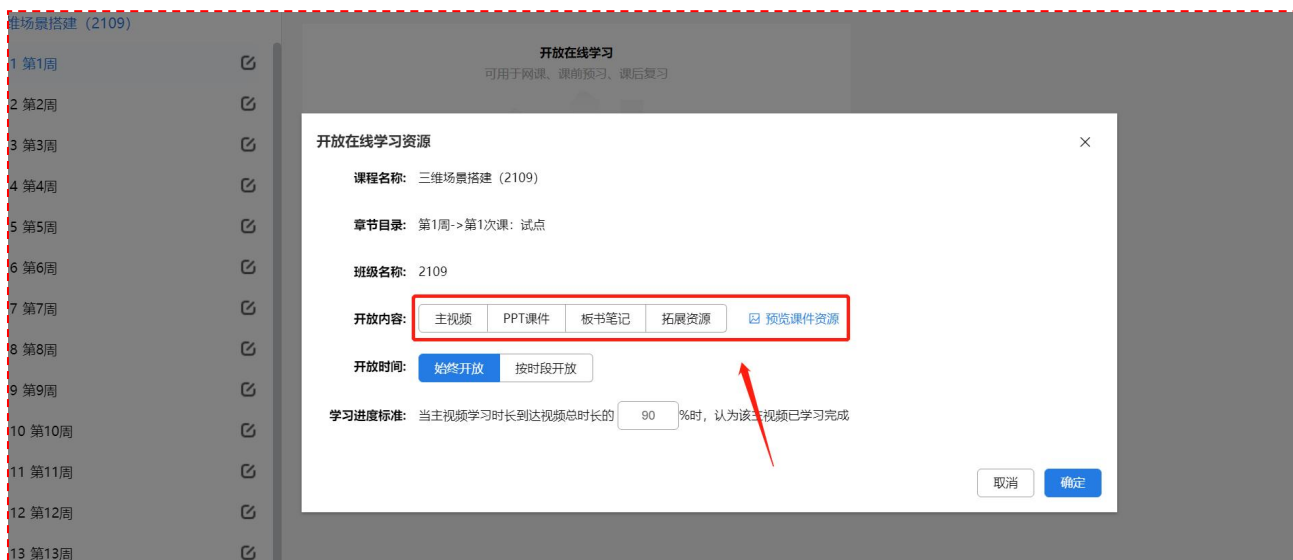 维场景搭建（2109）
1 第1周
2 第2周
3 第3周
4 第4周
5 第5周
6 第6周
7 第7周
8 第8周
9 第9周
10 第10周
11 第11周
12 第12周
13 第13周
开放在线学习
可用于网课、课前预习、课后复习
开放在线学习资源
课程名称: 三维场景搭建（2109）
章节目录: 第1周->第1次课: 试点
班级名称: 2109
开放内容: 主视频 PPT课件 板书笔记 拓展资源 预览课件资源
开放时间: 始终开放 按时段开放
学习进度标准: 当主视频学习时长到达视频总时长的 90 %时，认为该主视频已学习完成
取消 确定